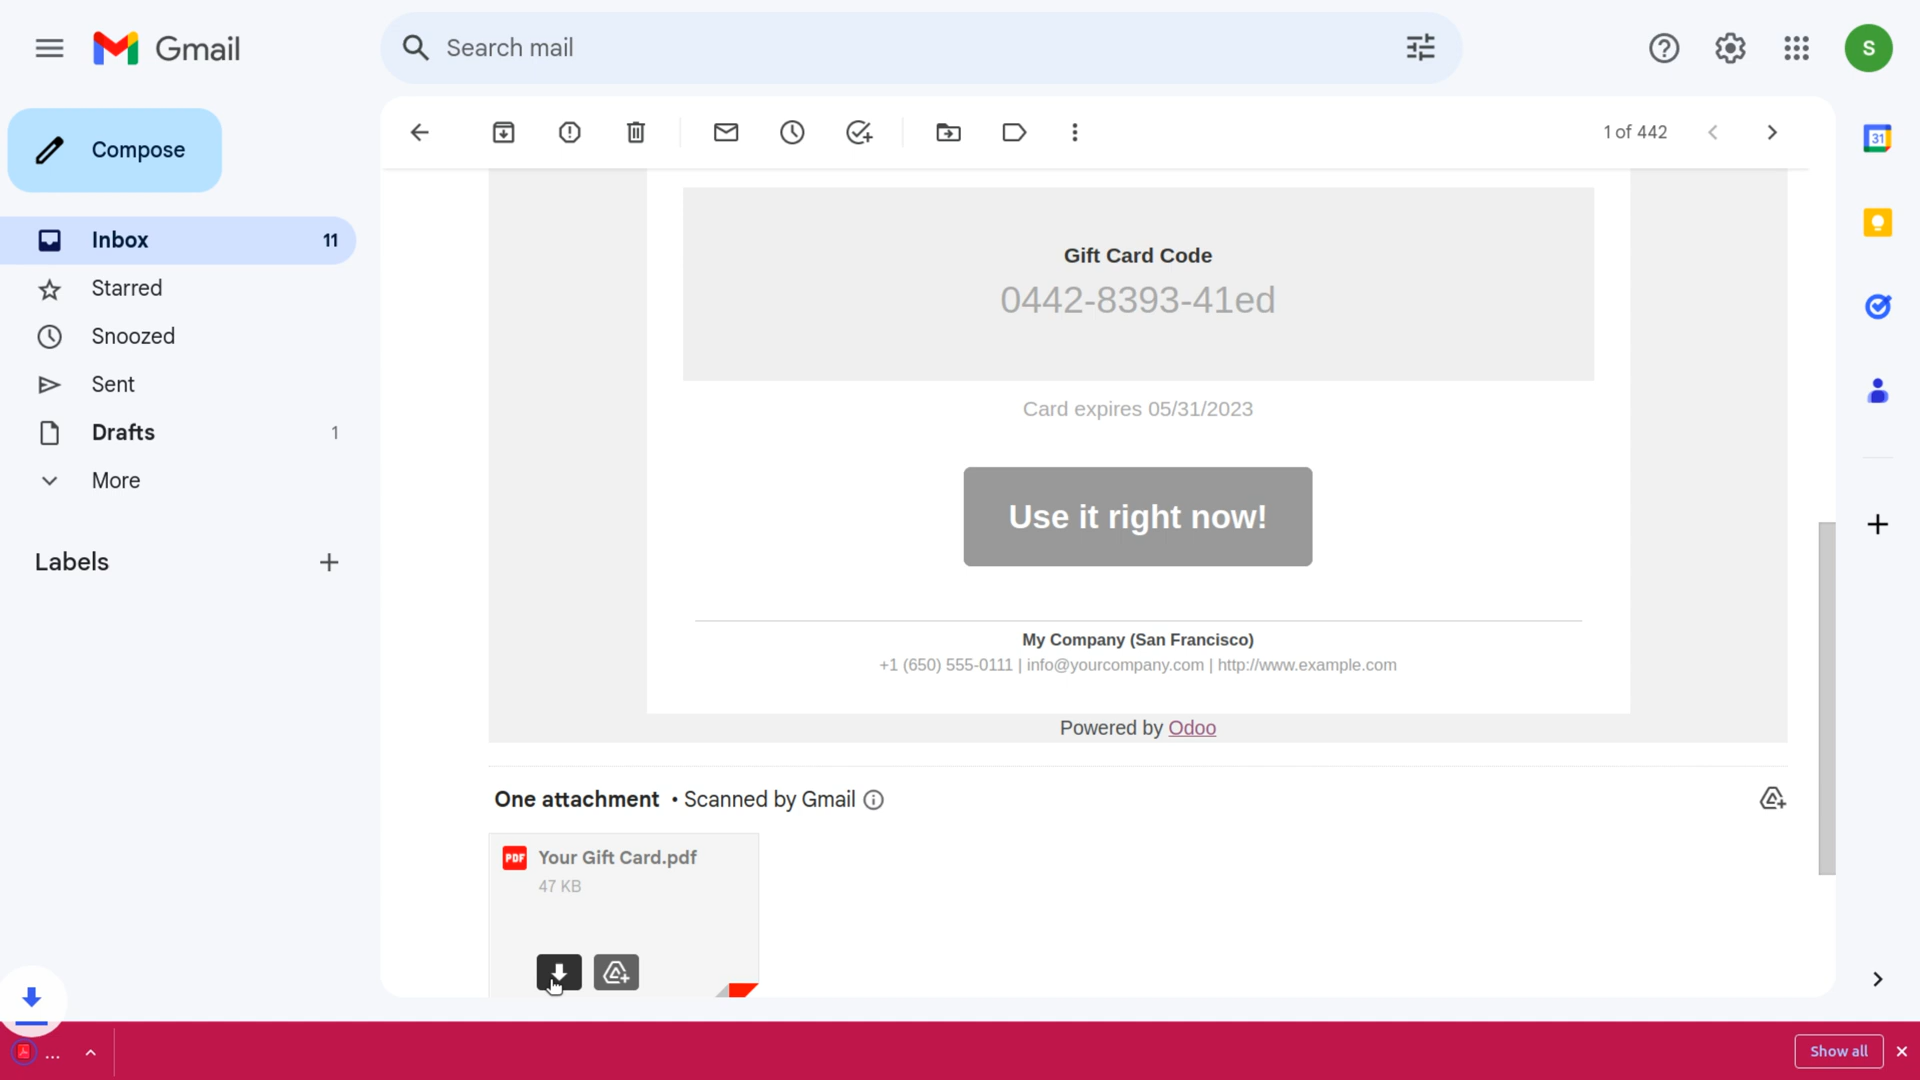 Gmail
Search mail
S
Compose
1 of 442
31
Inbox 11
Starred
Snoozed
Sent
Drafts 1
More
Labels
Gift Card Code
0442-8393-41ed
Card expires 05/31/2023
Use it right now!
My Company (San Francisco)
+1 (650) 555-0111 | info@yourcompany.com | http://www.example.com
Powered by Odoo
One attachment • Scanned by Gmail
PDF Your Gift Card.pdf
47 KB
...
Show all